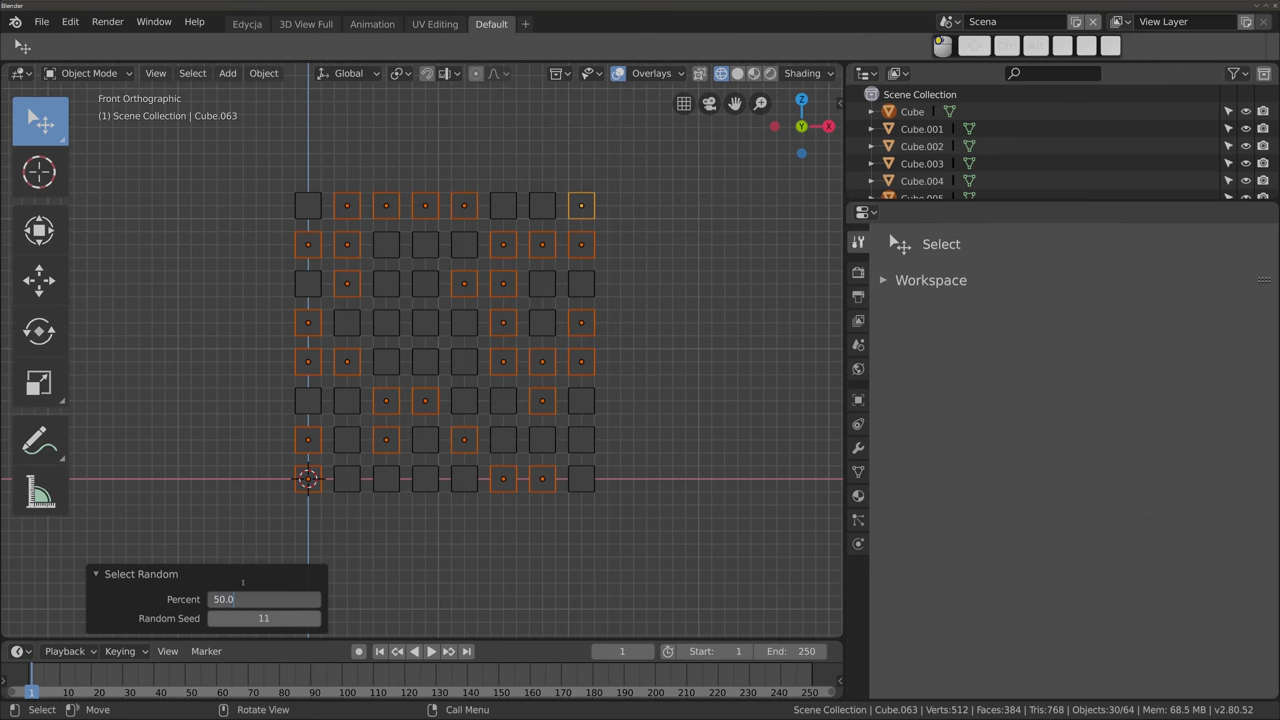 Blender
File Edit Render Window Help
Edycja 3D View Full Animation UV Editing Default +
Scena
View Layer
Ctrl Alt
Object Mode View Select Add Object Global Overlays Shading
Front Orthographic
(1) Scene Collection | Cube.063
Z
Y
X
Scene Collection
Cube
Cube.001
Cube.002
Cube.003
Cube.004
Cube.005
Select
Workspace
Select Random
Percent 50.0
Random Seed 11
Playback Keying View Marker 1 Start: 1 End: 250
1 10 20 30 40 50 60 70 80 90 100 110 120 130 140 150 160 170 180 190 200 210 220 230 240 250
Select Move Rotate View Call Menu Scene Collection | Cube.063 | Verts:512 | Faces:384 | Tris:768 | Objects:30/64 | Mem: 68.5 MB | v2.80.52